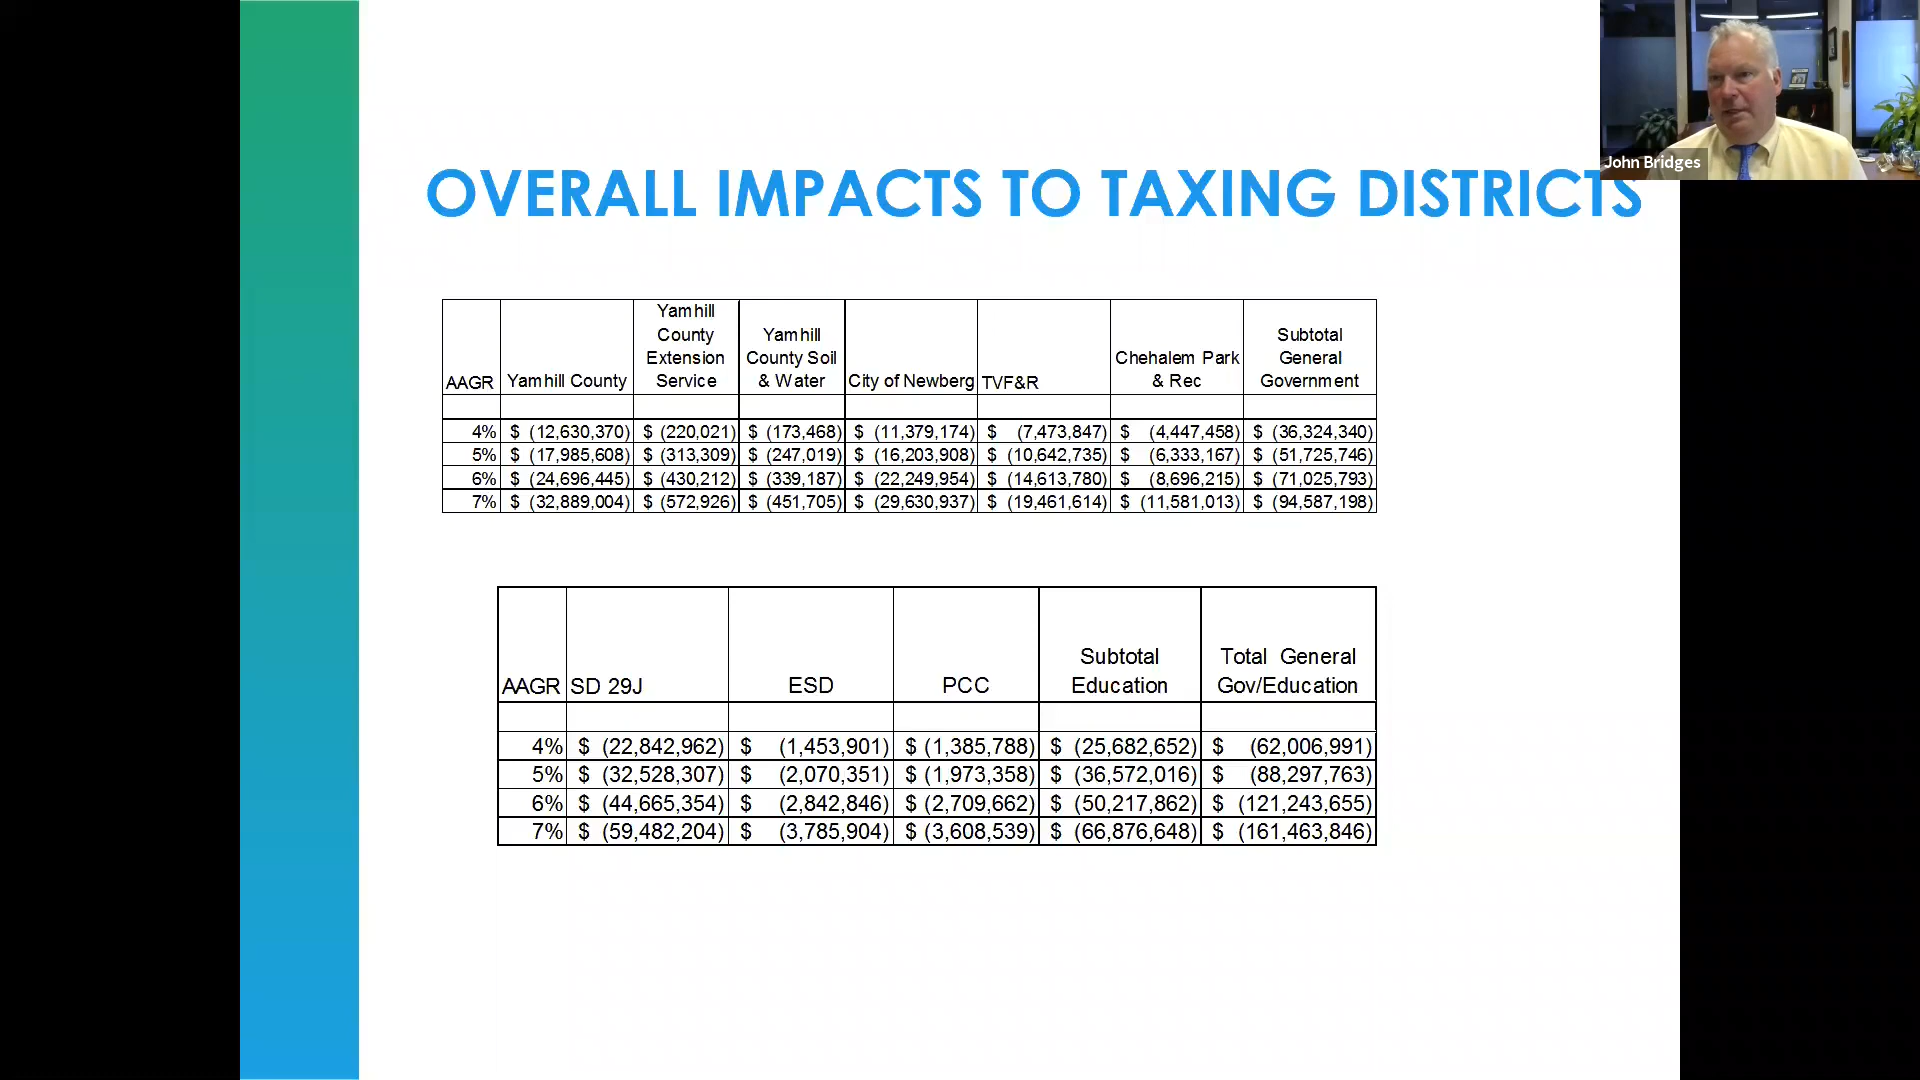 John Bridges
OVERALL IMPACTS TO TAXING DISTRICTS
AAGR Yamhill County Yamhill County Extension Service Yamhill County Soil & Water City of Newberg TVF&R Chehalem Park & Rec Subtotal General Government
4% $ (12,630,370) $ (220,021) $ (173,468) $ (11,379,174) $ (7,473,847) $ (4,447,458) $ (36,324,340)
5% $ (17,985,608) $ (313,309) $ (247,019) $ (16,203,908) $ (10,642,735) $ (6,333,167) $ (51,725,746)
6% $ (24,696,445) $ (430,212) $ (339,187) $ (22,249,954) $ (14,613,780) $ (8,696,215) $ (71,025,793)
7% $ (32,889,004) $ (572,926) $ (451,705) $ (29,630,937) $ (19,461,614) $ (11,581,013) $ (94,587,198)
AAGR SD 29J ESD PCC Subtotal Education Total General Gov/Education
4% $ (22,842,962) $ (1,453,901) $ (1,385,788) $ (25,682,652) $ (62,006,991)
5% $ (32,528,307) $ (2,070,351) $ (1,973,358) $ (36,572,016) $ (88,297,763)
6% $ (44,665,354) $ (2,842,846) $ (2,709,662) $ (50,217,862) $ (121,243,655)
7% $ (59,482,204) $ (3,785,904) $ (3,608,539) $ (66,876,648) $ (161,463,846)